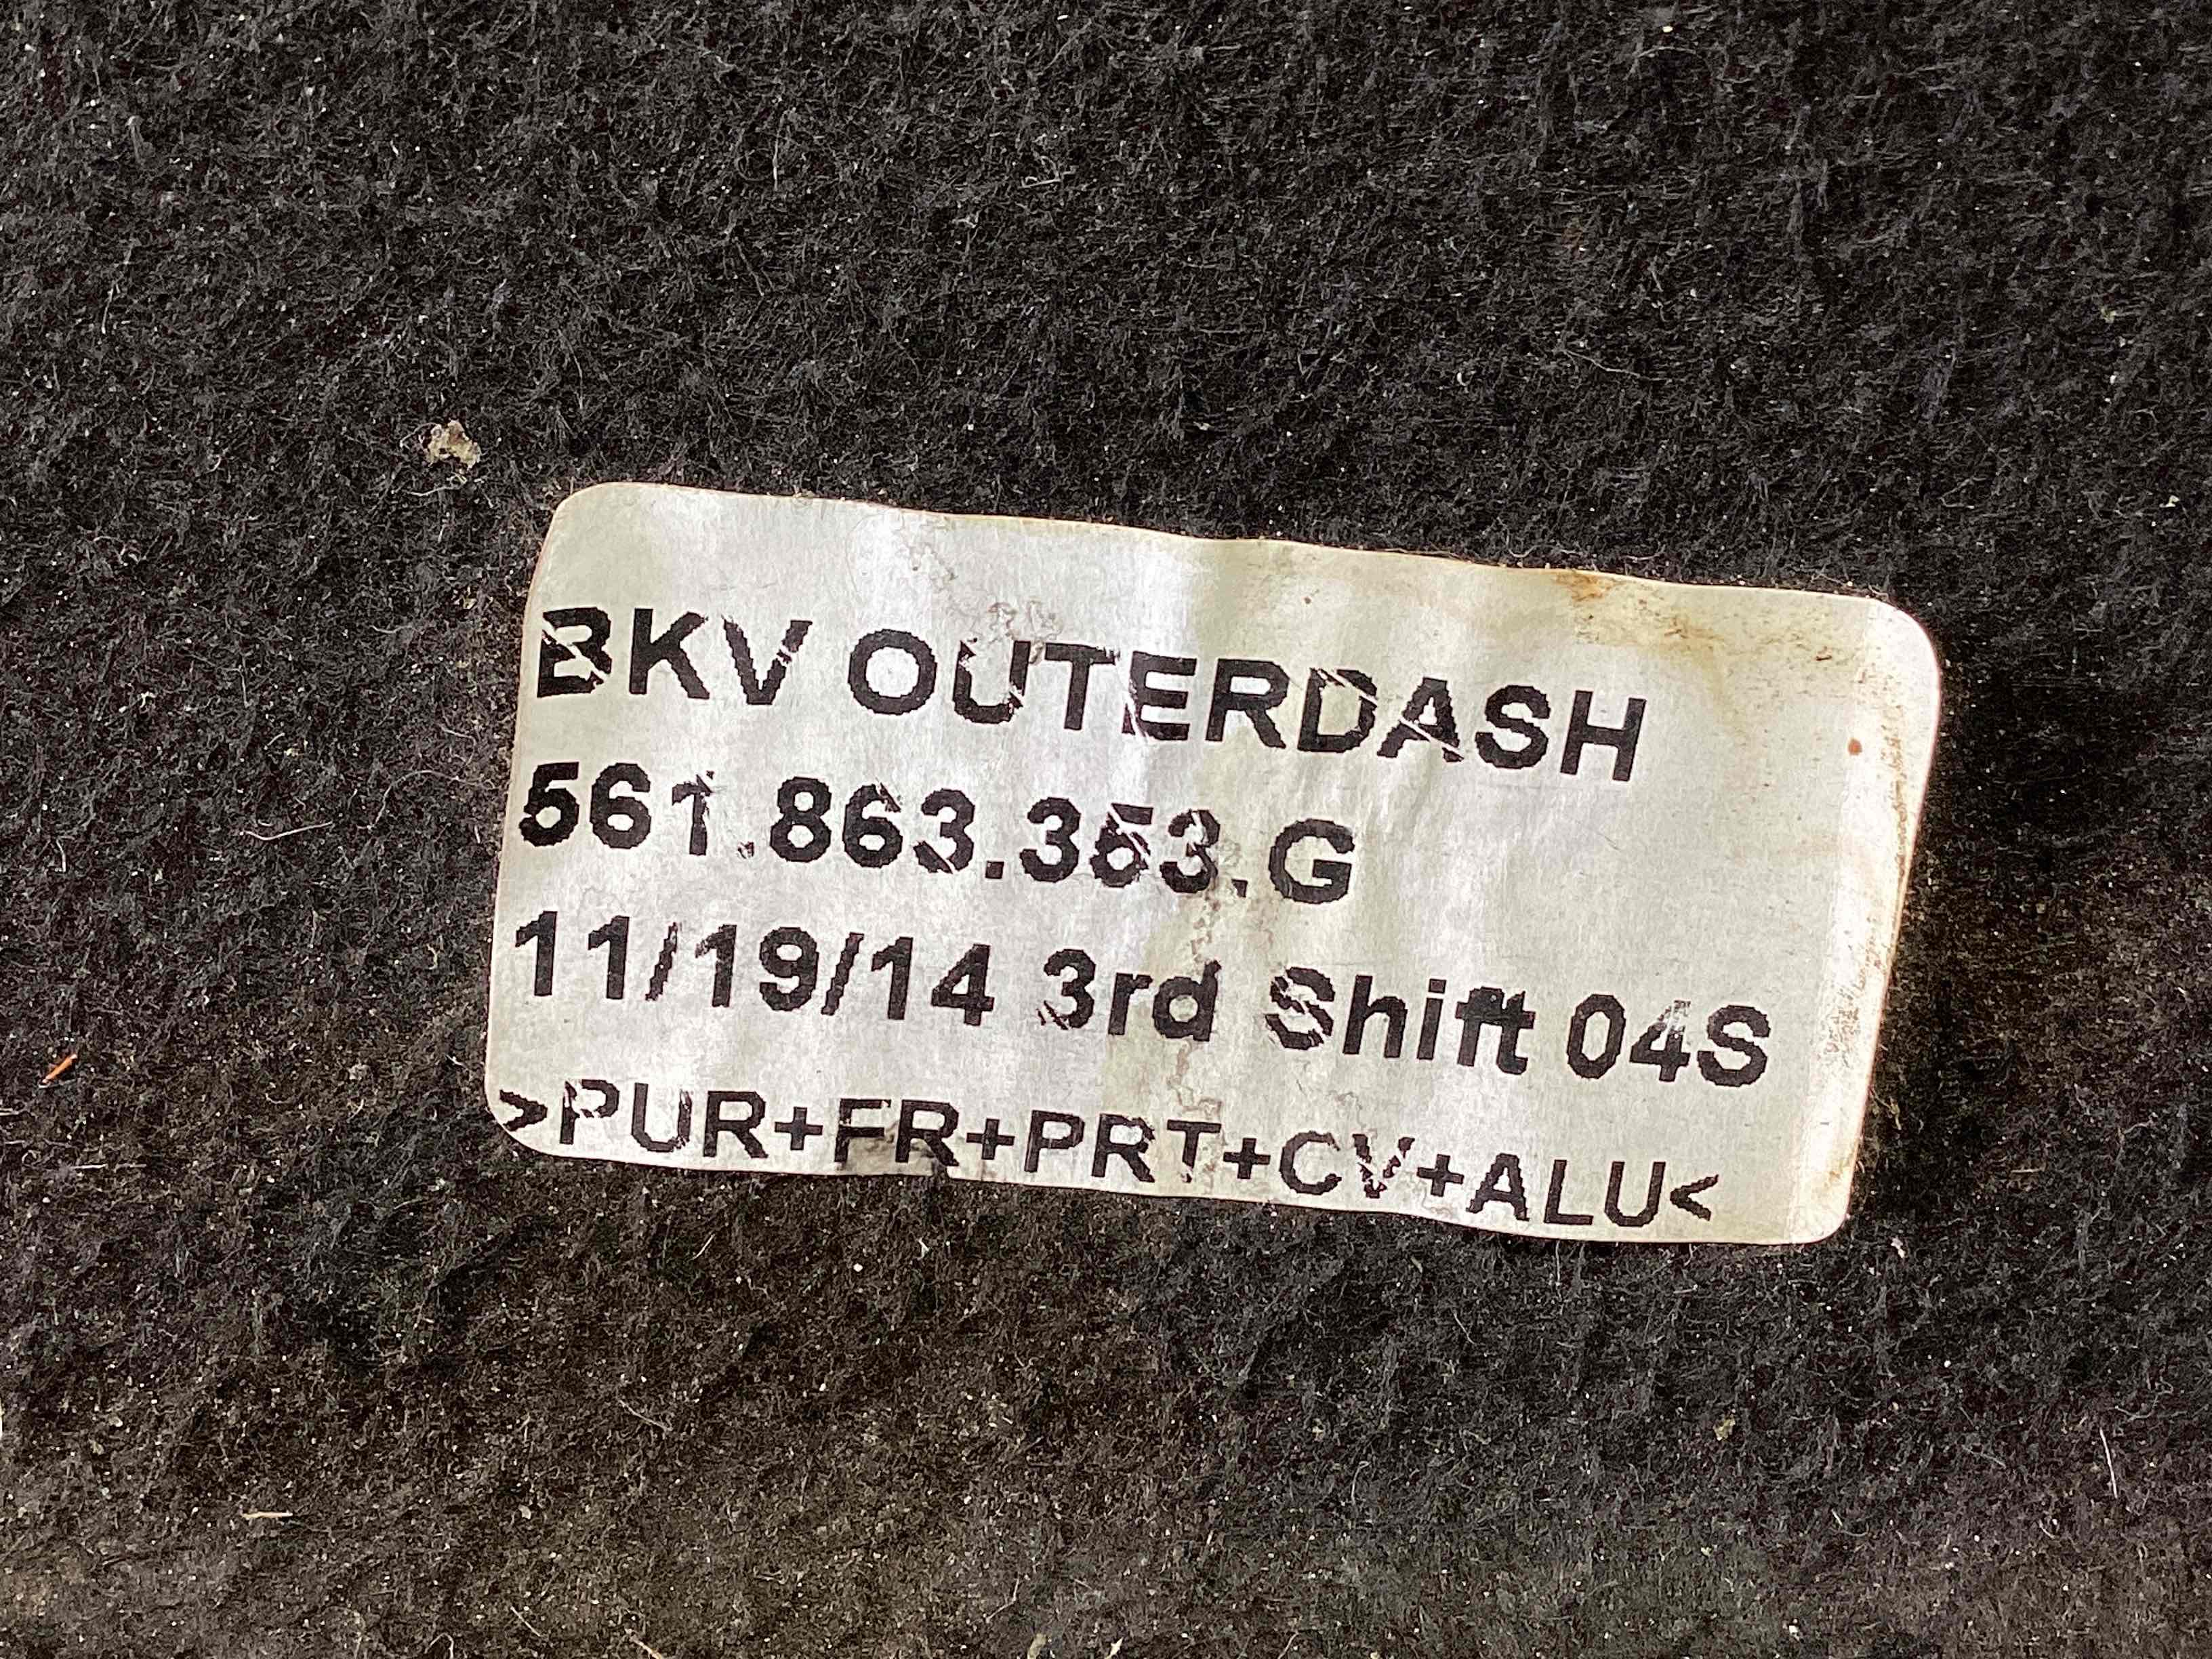 BKV OUTERDASH
561.863.353.G
11/19/14 3rd Shift 04S
>PUR+FR+PRT+CV+ALU<